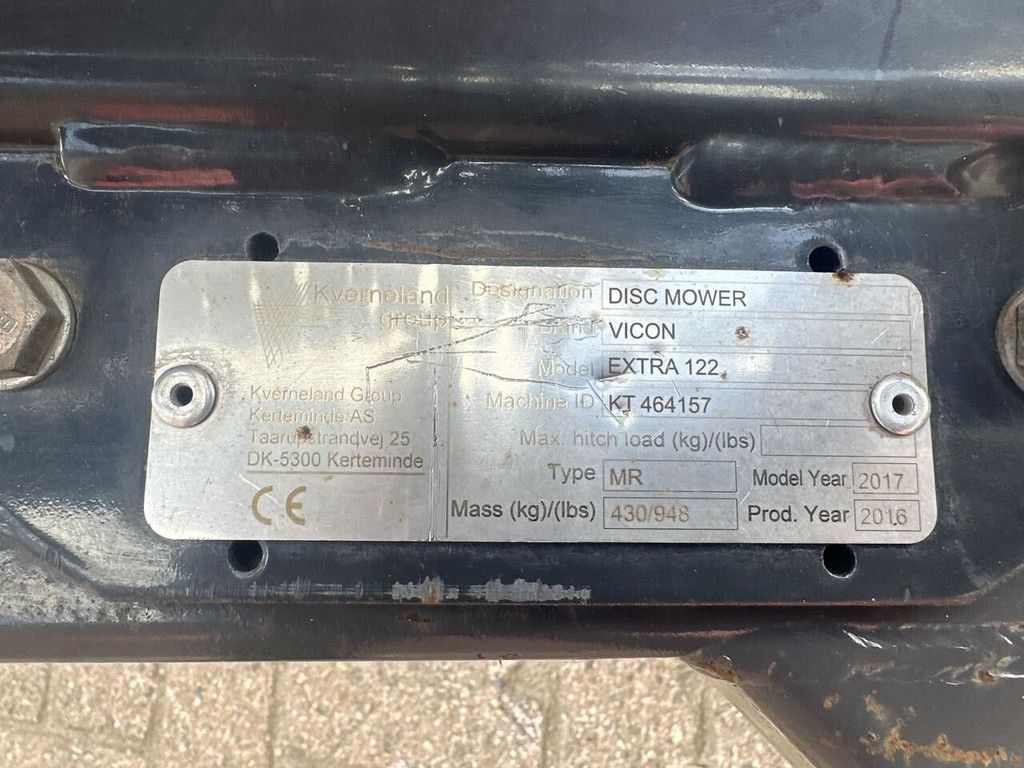 Kverneland
group
Kverneland Group
Kerteminde AS
Taarupstrandvej 25
DK-5300 Kerteminde
CE
Designation DISC MOWER
Brand VICON
Model EXTRA 122
Machine ID KT 464157
Max. hitch load (kg)/(lbs)
Type MR Model Year 2017
Mass (kg)/(lbs) 430/948 Prod. Year 2016